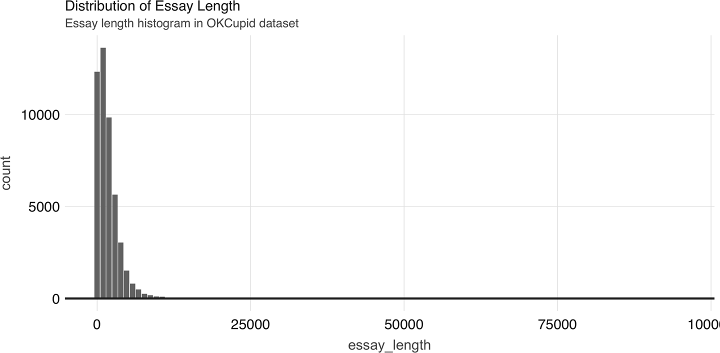 Distribution of Essay Length
Essay length histogram in OKCupid dataset
10000
5000
0
count
0 25000 50000 75000 10000
essay_length